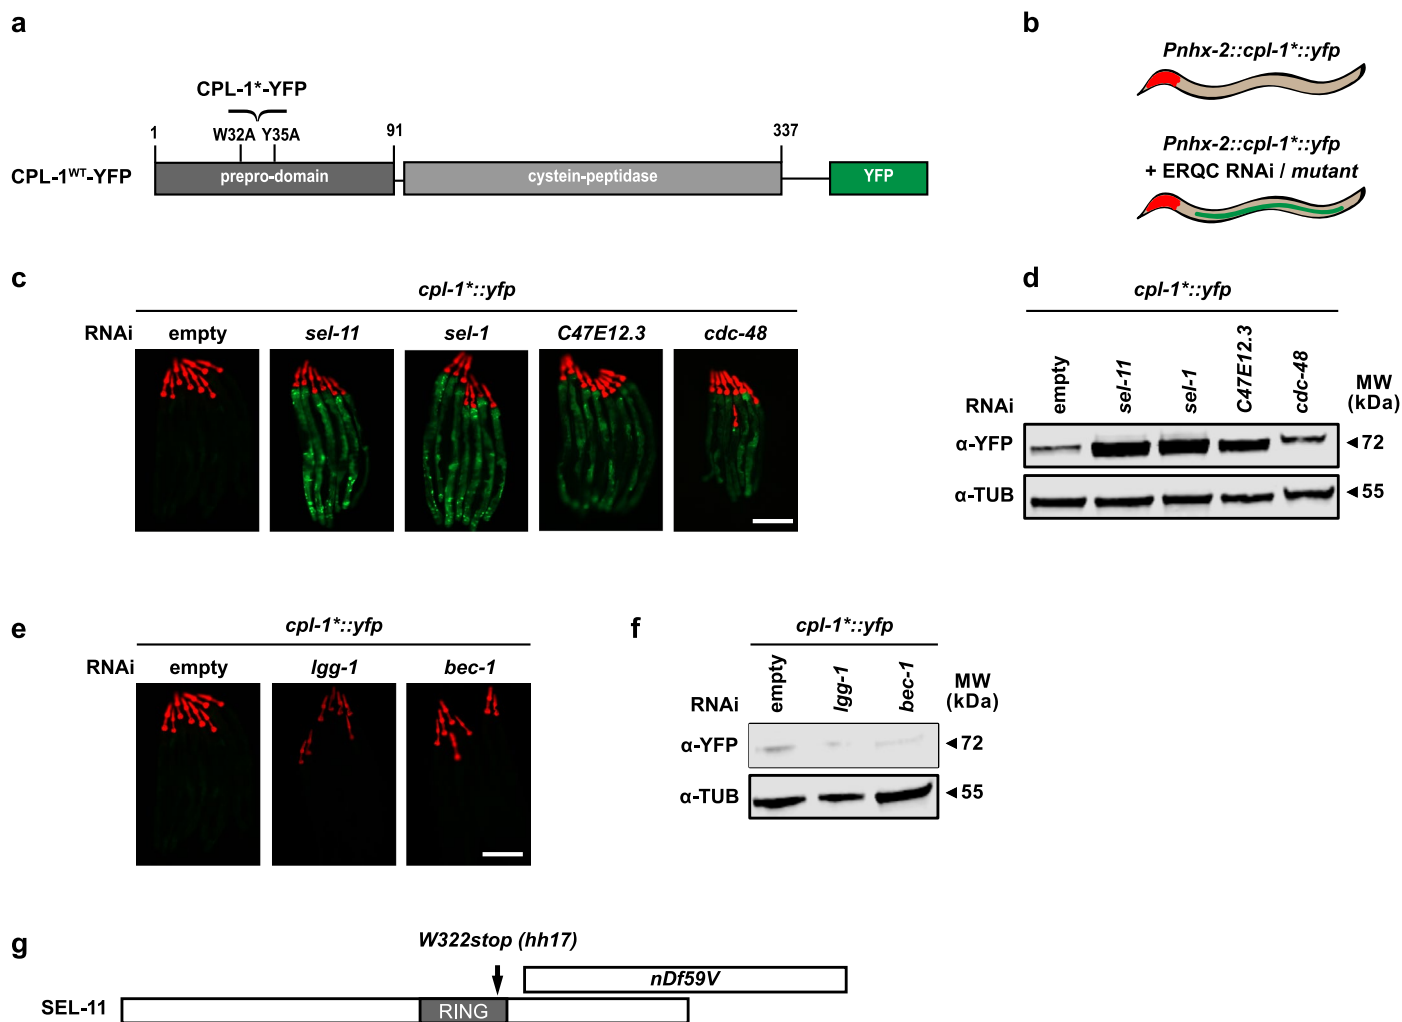 a
CPL-1*-YFP
1 W32A Y35A 91 337
CPL-1WT-YFP prepro-domain cystein-peptidase YFP
b
Pnhx-2::cpl-1*::yfp
Pnhx-2::cpl-1*::yfp
+ ERQC RNAi / mutant
c
cpl-1*::yfp
RNAi empty sel-11 sel-1 C47E12.3 cdc-48
d
cpl-1*::yfp
RNAi empty sel-11 sel-1 C47E12.3 cdc-48 MW
(kDa)
α-YFP 72
α-TUB 55
e
cpl-1*::yfp
RNAi empty lgg-1 bec-1
f
cpl-1*::yfp
RNAi empty lgg-1 bec-1 MW
(kDa)
α-YFP 72
α-TUB 55
g
W322stop (hh17)
nDf59V
SEL-11 RING